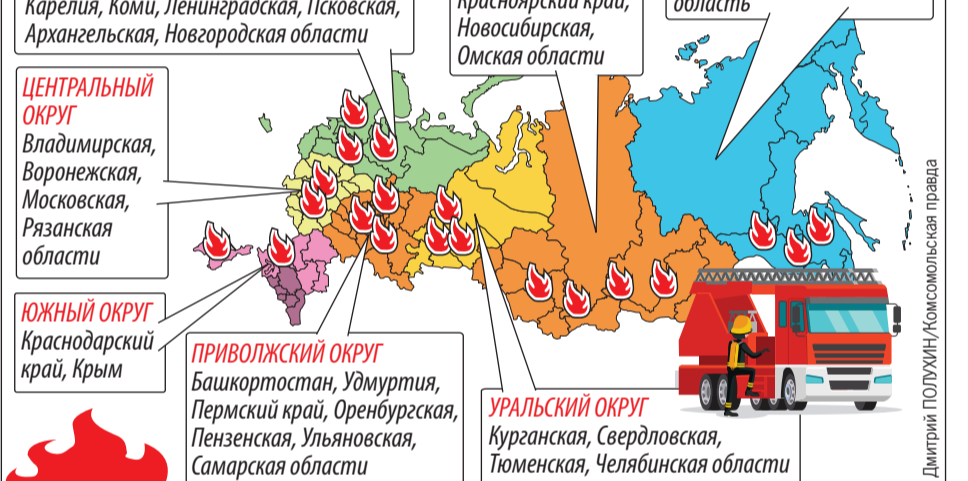 Карелия, Коми, Ленинградская, Псковская,
Архангельская, Новгородская области
Красноярский край,
Новосибирская,
Омская области
область
ЦЕНТРАЛЬНЫЙ
ОКРУГ
Владимирская,
Воронежская,
Московская,
Рязанская
области
ЮЖНЫЙ ОКРУГ
Краснодарский
край, Крым
ПРИВОЛЖСКИЙ ОКРУГ
Башкортостан, Удмуртия,
Пермский край, Оренбургская,
Пензенская, Ульяновская,
Самарская области
УРАЛЬСКИЙ ОКРУГ
Курганская, Свердловская,
Тюменская, Челябинская области
Дмитрий ПОЛУХИН/Комсомольская правда